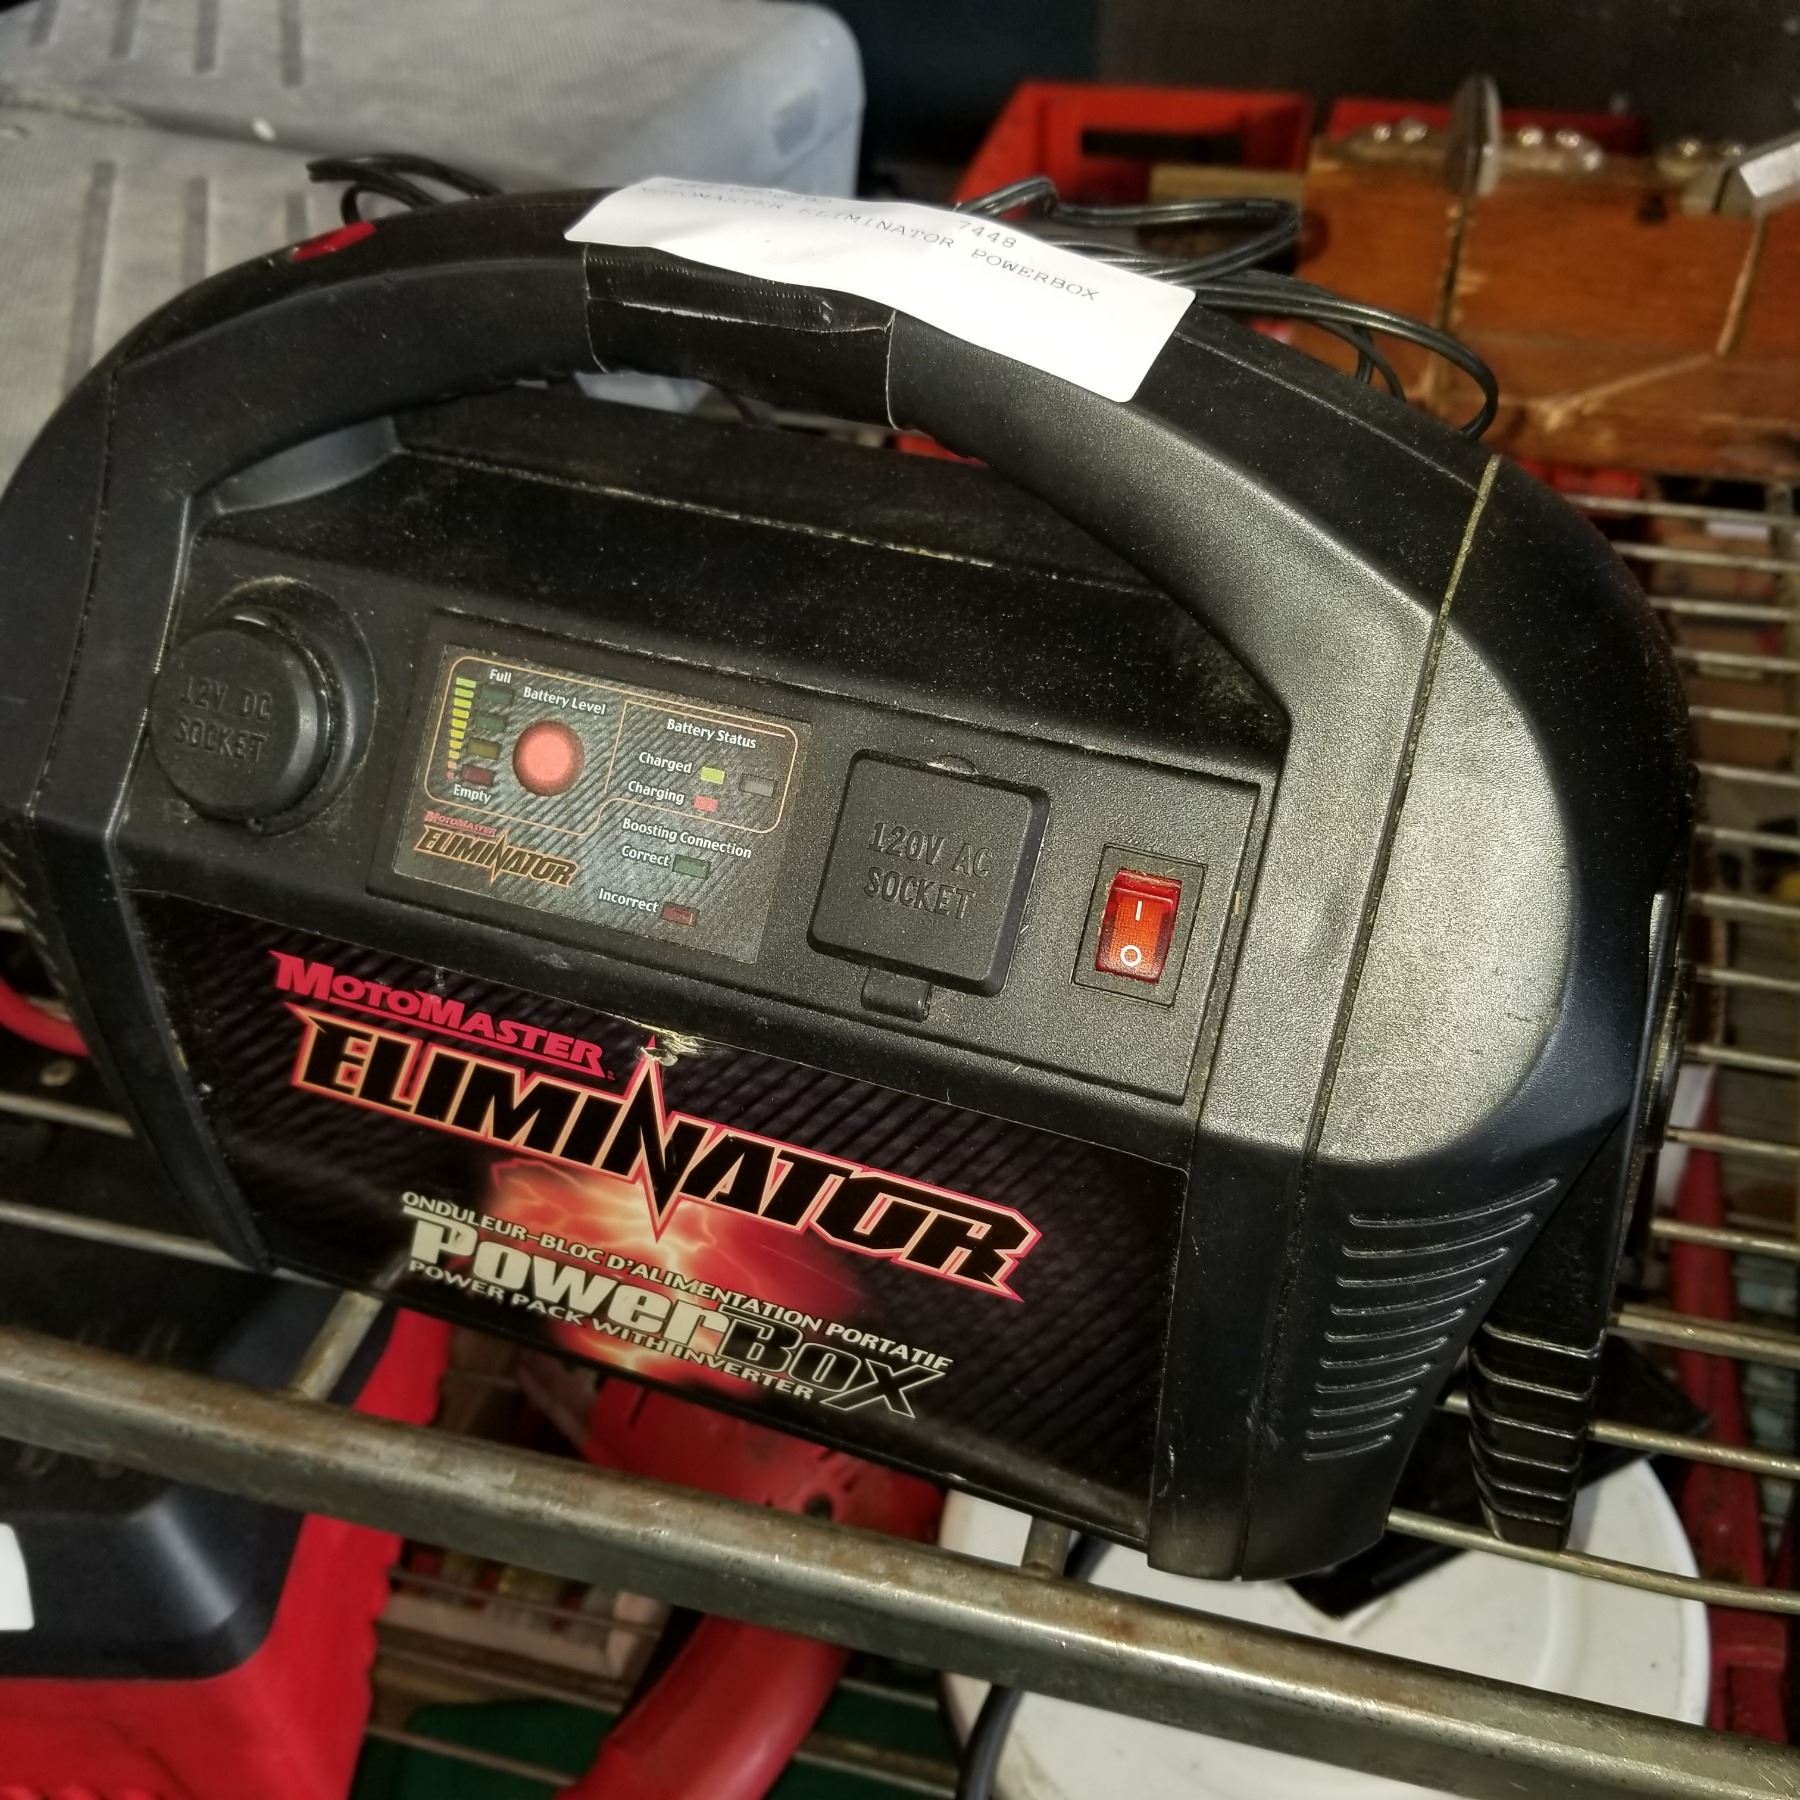 7448
MOTOMASTER ELIMINATOR POWERBOX
12V DC
SOCKET
Full
Battery Level
Empty
Battery Status
Charged
Charging
Boosting Connection
Correct
Incorrect
MOTOMASTER
ELIMINATOR
120V AC
SOCKET
I
O
MOTOMASTER
ELIMINATOR
ONDULEUR-BLOC D'ALIMENTATION PORTATIF
POWERBOX
POWER PACK WITH INVERTER